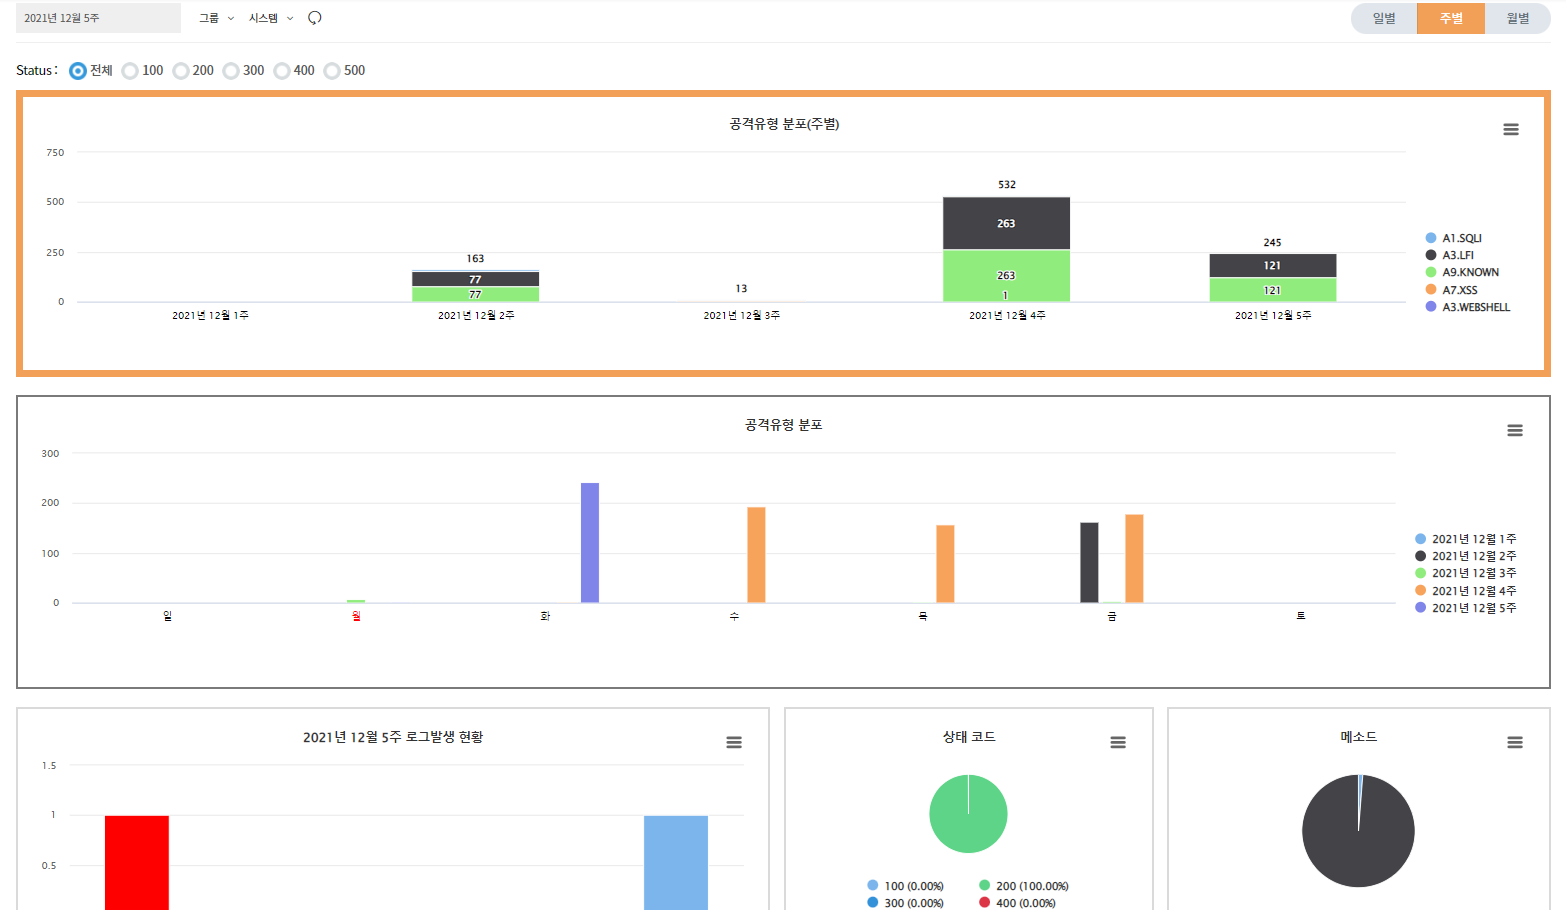 2021년 12월 5주 그룹 시스템 일별 주별 월별
Status : 전체 100 200 300 400 500
공격유형 분포(주별)
750
500
250
0
532
263
263
1
163
77
77
13
245
121
121
2021년 12월 1주 2021년 12월 2주 2021년 12월 3주 2021년 12월 4주 2021년 12월 5주
A1.SQLI
A3.LFI
A9.KNOWN
A7.XSS
A3.WEBSHELL
공격유형 분포
300
200
100
0
일 월 화 수 목 금 토
2021년 12월 1주
2021년 12월 2주
2021년 12월 3주
2021년 12월 4주
2021년 12월 5주
2021년 12월 5주 로그발생 현황
1.5
1
0.5
상태 코드
100 (0.00%) 200 (100.00%)
300 (0.00%) 400 (0.00%)
메소드